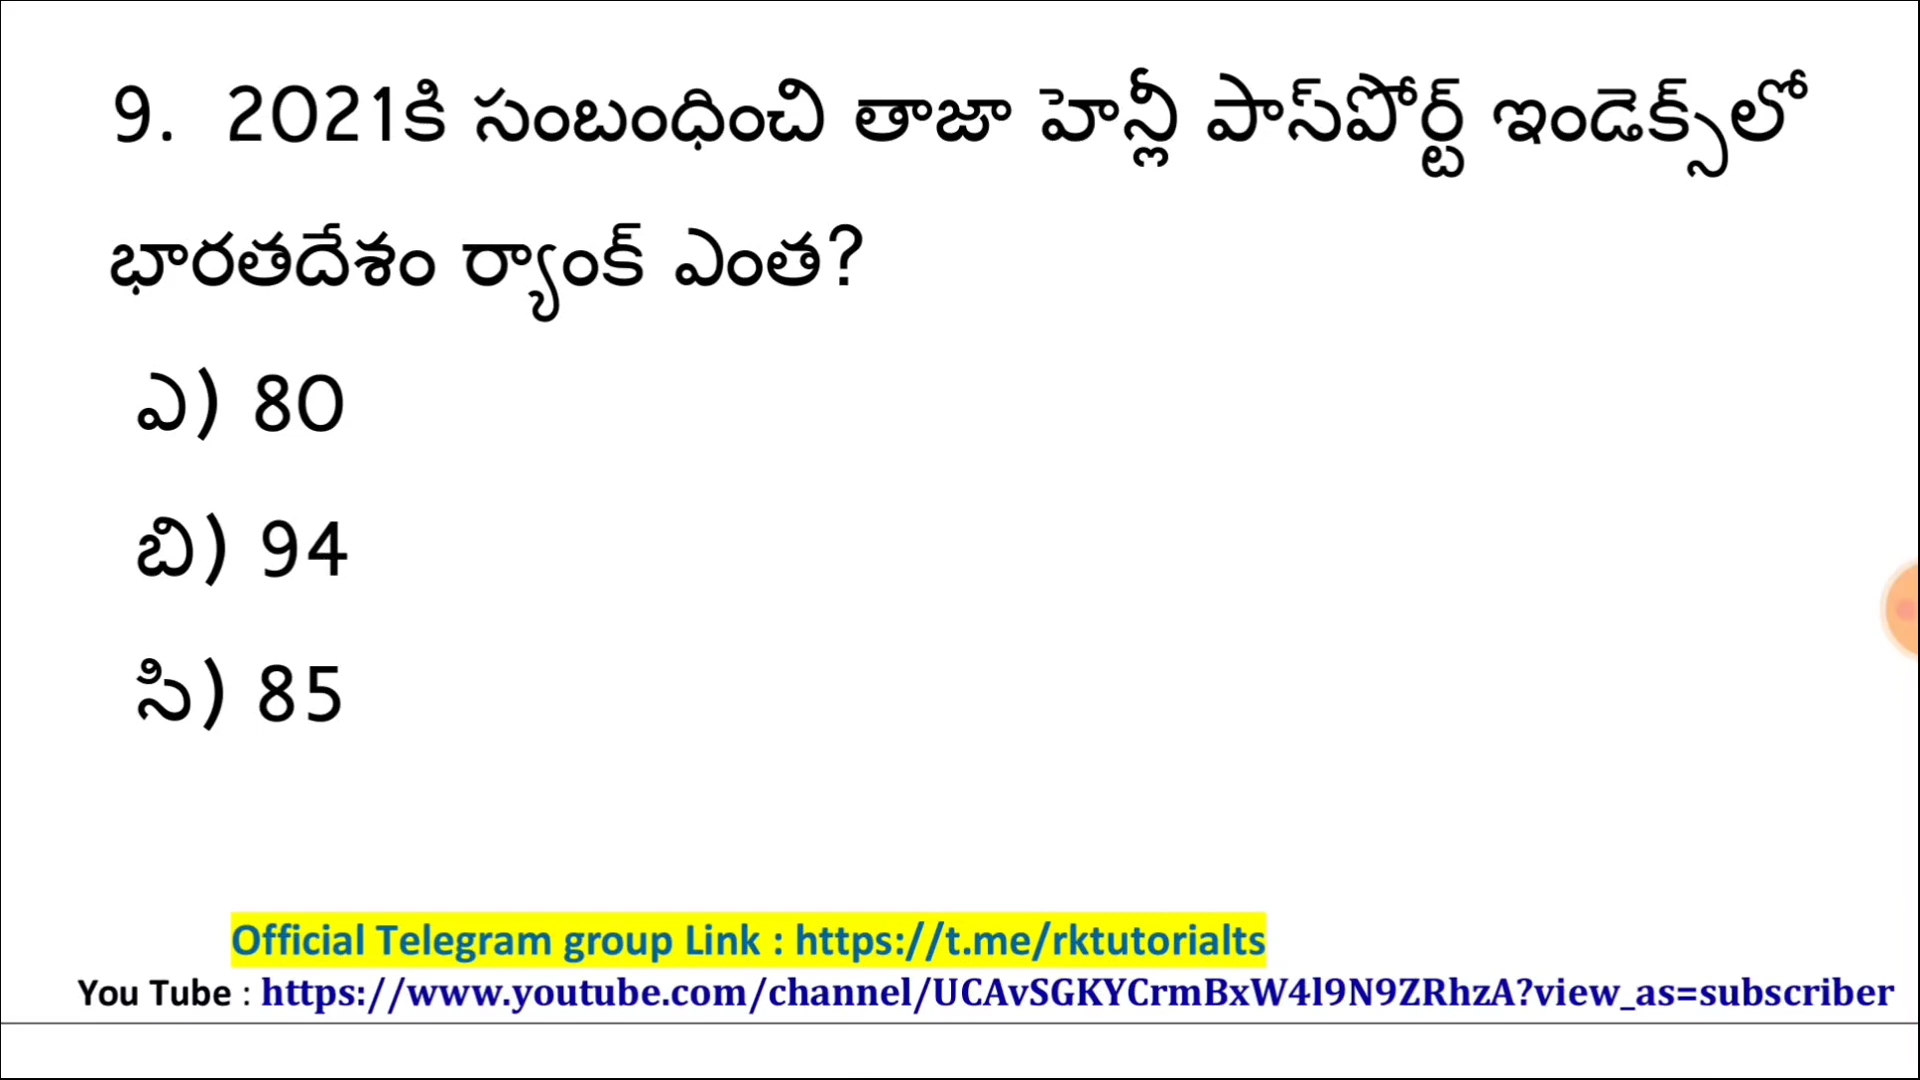 9. 2021కి సంబంధించి తాజా హెన్లీ పాస్‌పోర్ట్ ఇండెక్స్‌లో
భారతదేశం ర్యాంక్ ఎంత?
ఎ) 80
బి) 94
సి) 85
Official Telegram group Link : https://t.me/rktutorialts
You Tube : https://www.youtube.com/channel/UCAvSGKYCrmBxW4l9N9ZRhzA?view_as=subscriber